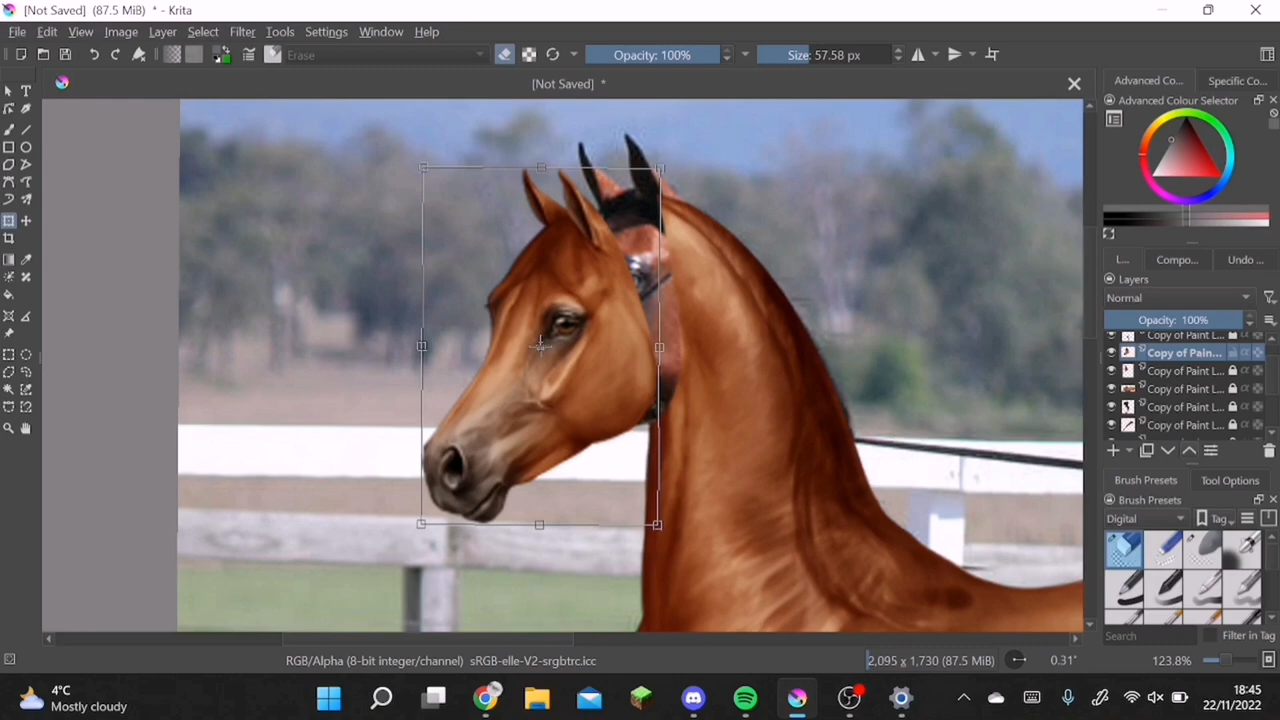 [Not Saved] (87.5 MiB) * - Krita
File Edit View Image Layer Select Filter Tools Settings Window Help
Erase Opacity: 100% Size: 57.58 px
[Not Saved] *
Advanced Co... Specific Co...
Advanced Colour Selector
L... Compo... Undo ...
Layers
Normal
Opacity: 100%
Copy of Paint L...
Copy of Pain...
Copy of Paint L...
Copy of Paint L...
Copy of Paint L...
Copy of Paint L...
Brush Presets Tool Options
Brush Presets
Digital Tag
Search Filter in Tag
RGB/Alpha (8-bit integer/channel) sRGB-elle-V2-srgbtrc.icc 2,095 x 1,730 (87.5 MiB) 0.31° 123.8%
4°C
Mostly cloudy
18:45
22/11/2022